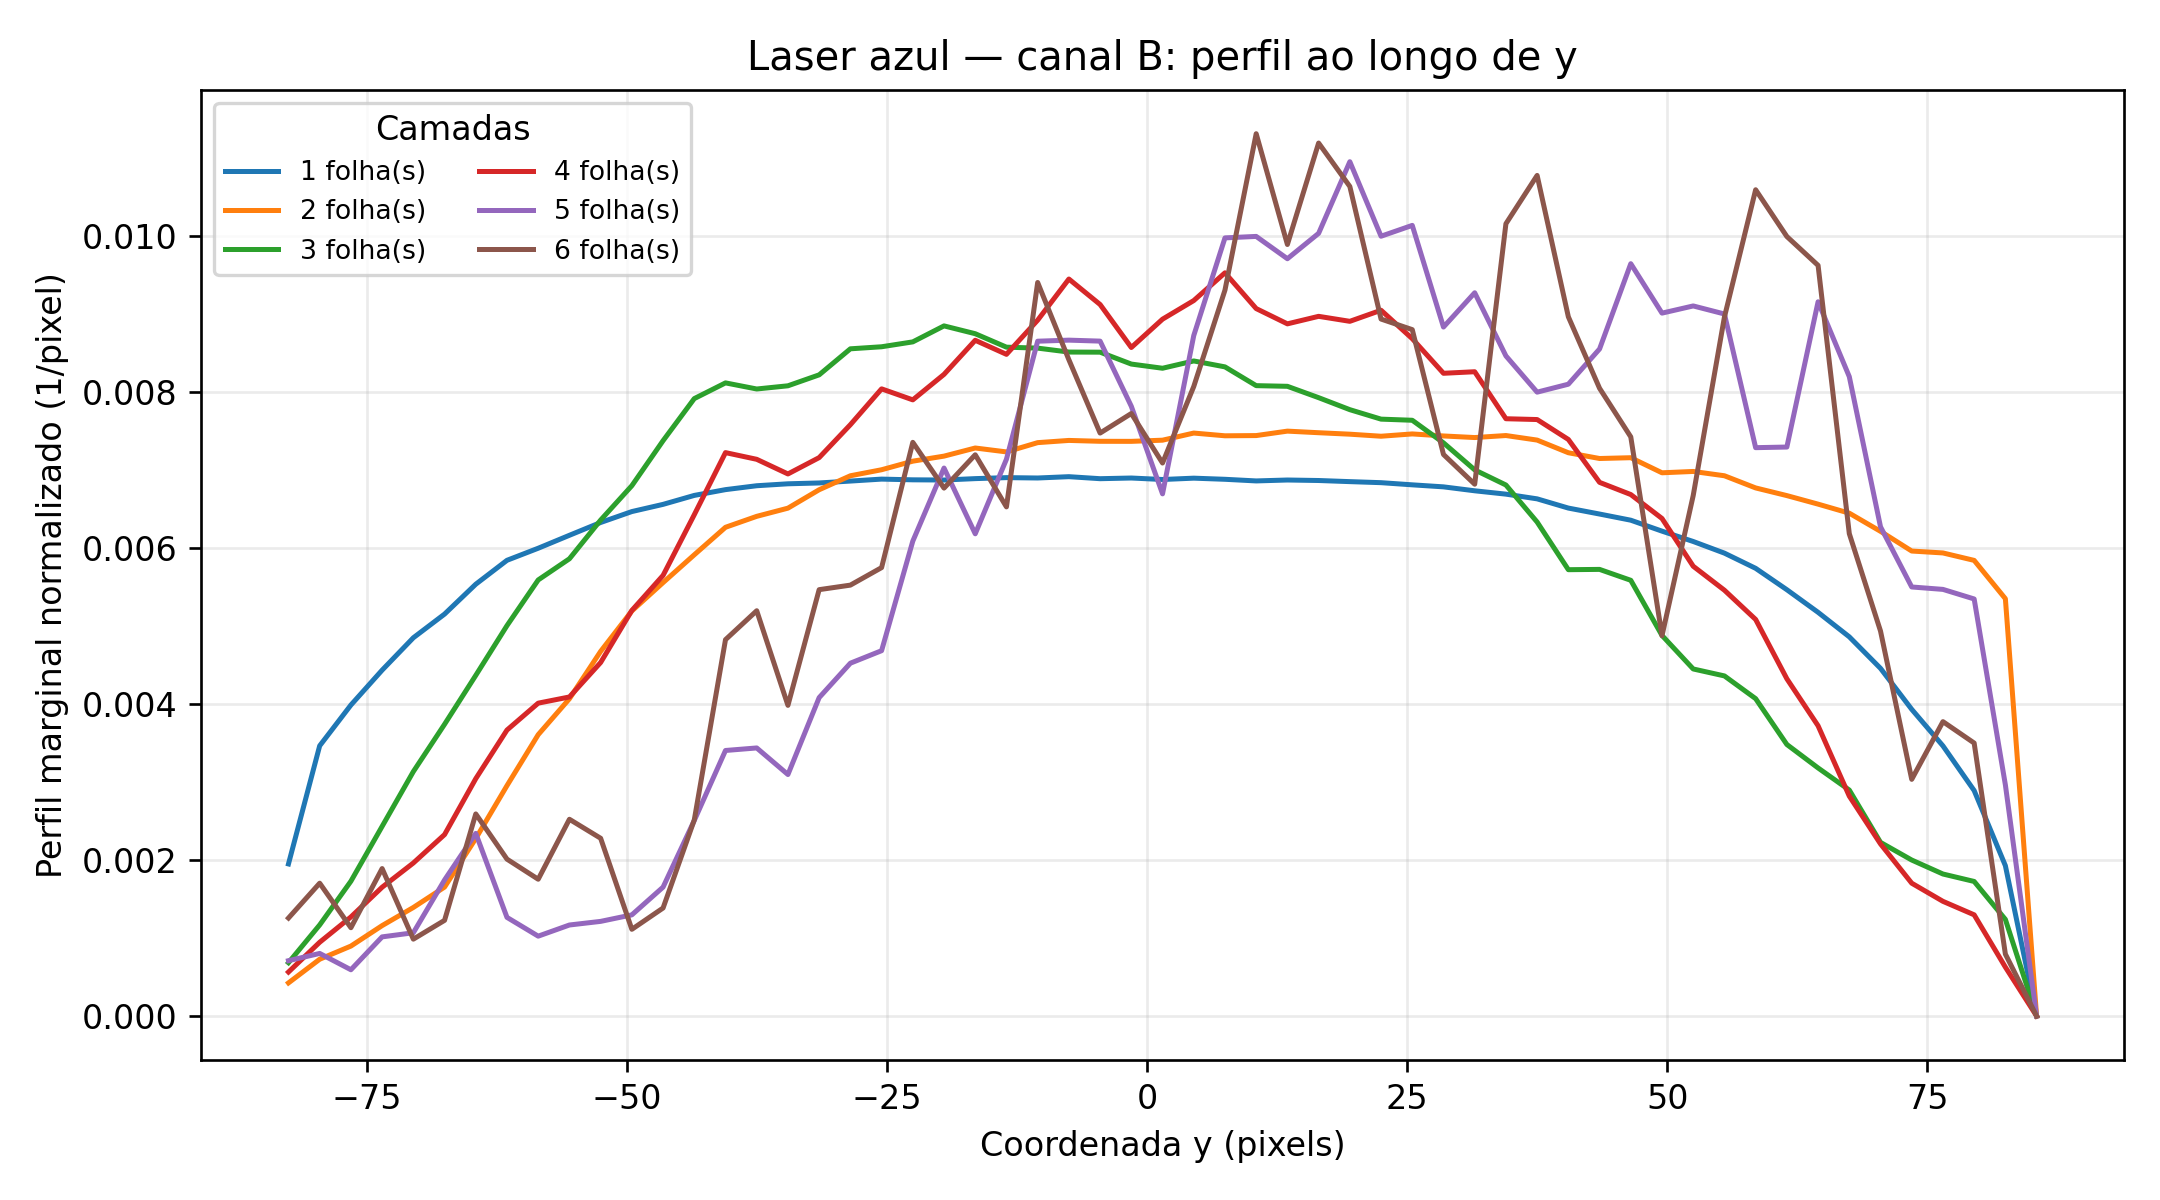 Laser azul — canal B: perfil ao longo de y
Camadas
1 folha(s)
2 folha(s)
3 folha(s)
4 folha(s)
5 folha(s)
6 folha(s)
Perfil marginal normalizado (1/pixel)
0.010
0.008
0.006
0.004
0.002
0.000
−75 −50 −25 0 25 50 75
Coordenada y (pixels)